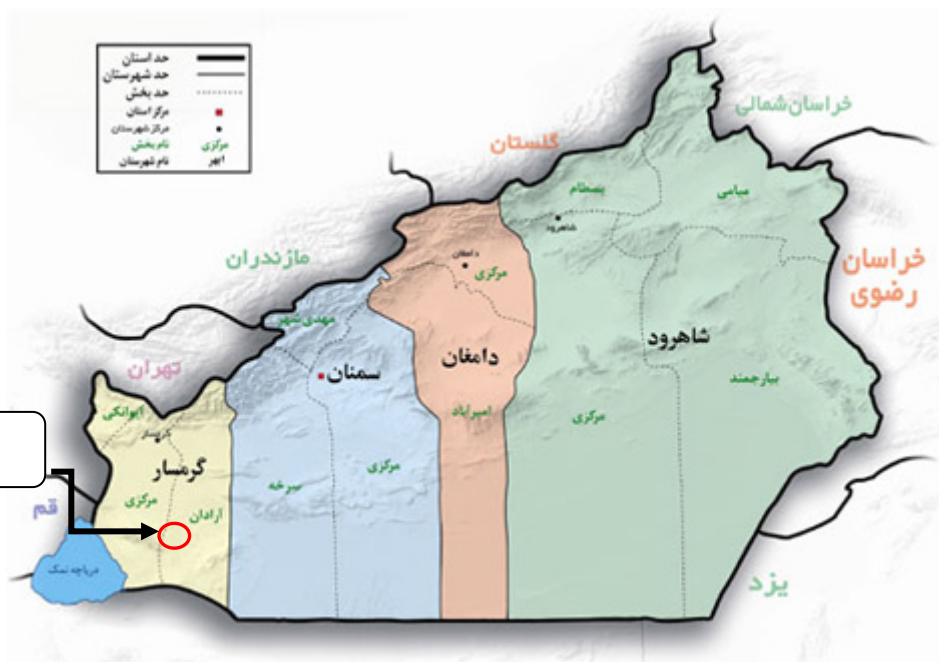 حد استان
حد شهرستان
حد بخش
مرکز استان
مرکز شهرستان
نام بخش مرکزی
نام شهرستان ابهر
خراسان شمالی
گلستان
بسطام
میامی
شاهرود
مازندران
دامغان
مرکزی
خراسان
رضوی
مهدی‌شهر
شاهرود
تهران
سمنان
دامغان
بیارجمند
ایوانکی
امیرآباد
مرکزی
گرمسار
گرمسار
مرکزی
سرخه
مرکزی
آرادان
قم
دریاچه نمک
یزد